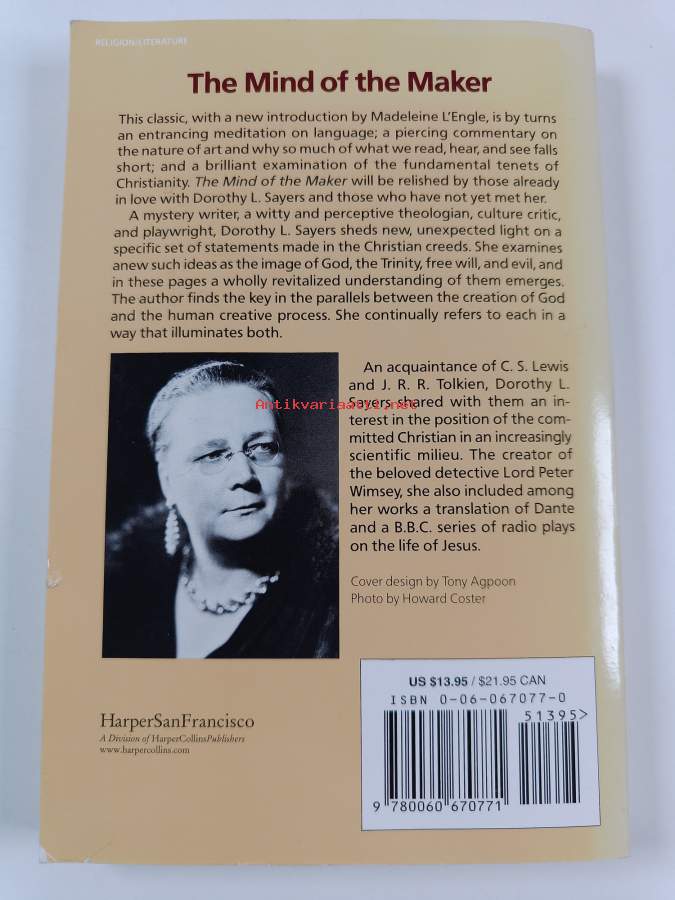 RELIGION/LITERATURE
The Mind of the Maker
This classic, with a new introduction by Madeleine L'Engle, is by turns
an entrancing meditation on language; a piercing commentary on
the nature of art and why so much of what we read, hear, and see falls
short; and a brilliant examination of the fundamental tenets of
Christianity. The Mind of the Maker will be relished by those already
in love with Dorothy L. Sayers and those who have not yet met her.
A mystery writer, a witty and perceptive theologian, culture critic,
and playwright, Dorothy L. Sayers sheds new, unexpected light on a
specific set of statements made in the Christian creeds. She examines
anew such ideas as the image of God, the Trinity, free will, and evil, and
in these pages a wholly revitalized understanding of them emerges.
The author finds the key in the parallels between the creation of God
and the human creative process. She continually refers to each in a
way that illuminates both.
An acquaintance of C. S. Lewis
and J. R. R. Tolkien, Dorothy L.
Sayers shared with them an in-
terest in the position of the com-
mitted Christian in an increasingly
scientific milieu. The creator of
the beloved detective Lord Peter
Wimsey, she also included among
her works a translation of Dante
and a B.B.C. series of radio plays
on the life of Jesus.
Antikvariaatti.net
Cover design by Tony Agpoon
Photo by Howard Coster
HarperSanFrancisco
A Division of HarperCollinsPublishers
www.harpercollins.com
US $13.95 / $21.95 CAN
ISBN 0-06-067077-0
51395>
9 780060 670771